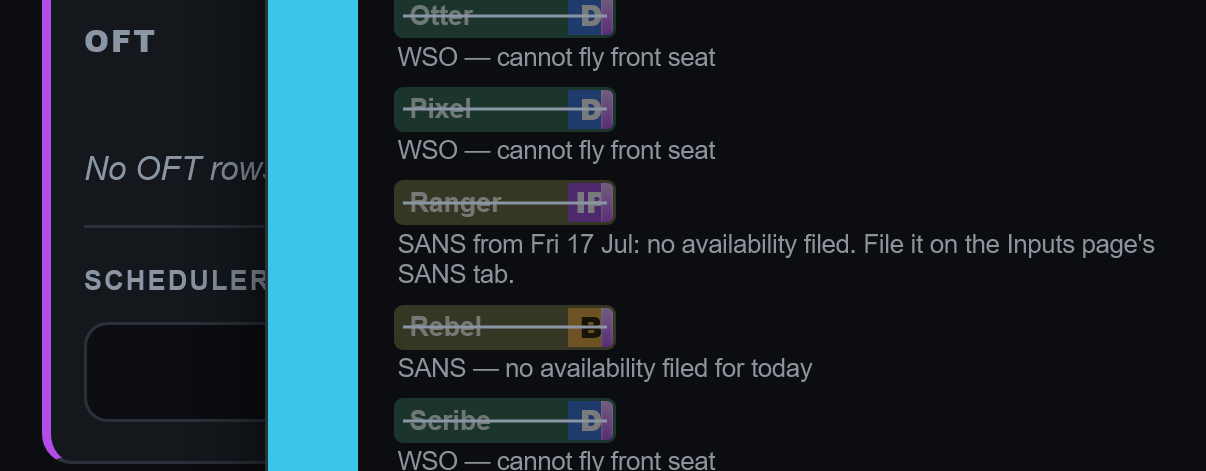 OFT
No OFT rows
SCHEDULER
Otter D
WSO — cannot fly front seat
Pixel D
WSO — cannot fly front seat
Ranger IP
SANS from Fri 17 Jul: no availability filed. File it on the Inputs page's
SANS tab.
Rebel B
SANS — no availability filed for today
Scribe D
WSO — cannot fly front seat